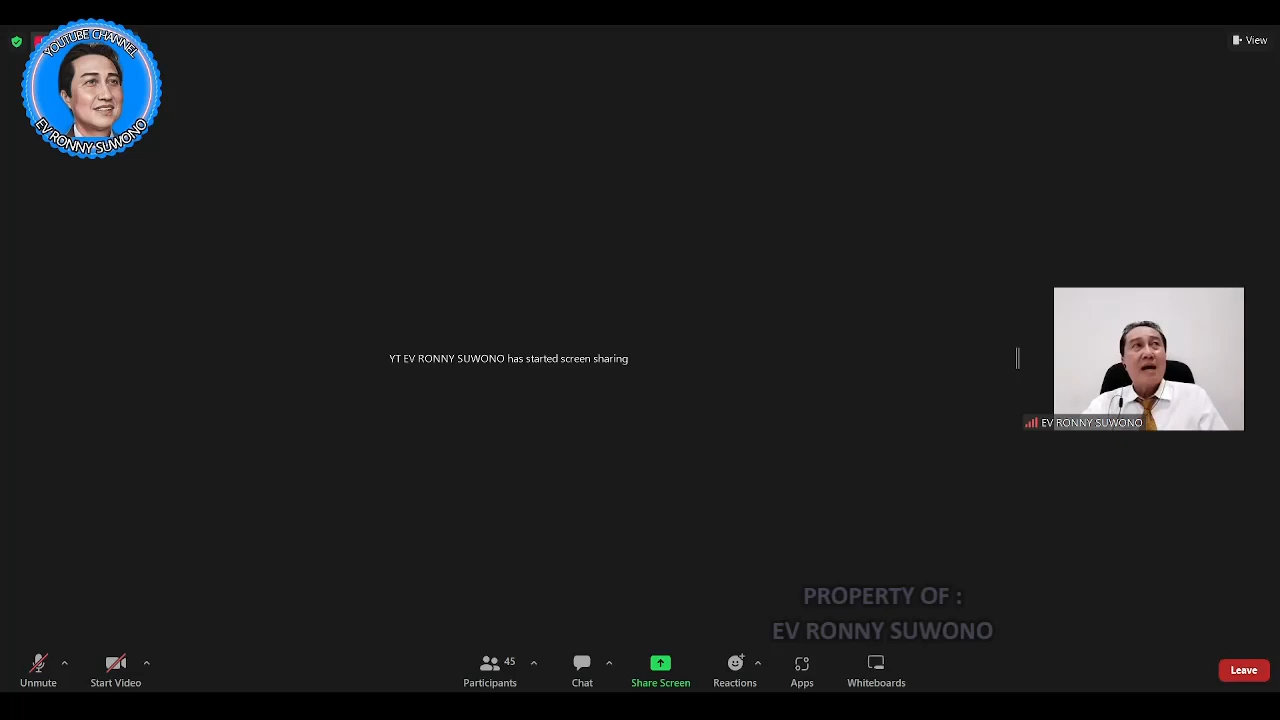 YOUTUBE CHANNEL
EV RONNY SUWONO
View
YT EV RONNY SUWONO has started screen sharing
EV RONNY SUWONO
PROPERTY OF :
EV RONNY SUWONO
45
Unmute
Start Video
Participants
Chat
Share Screen
Reactions
Apps
Whiteboards
Leave